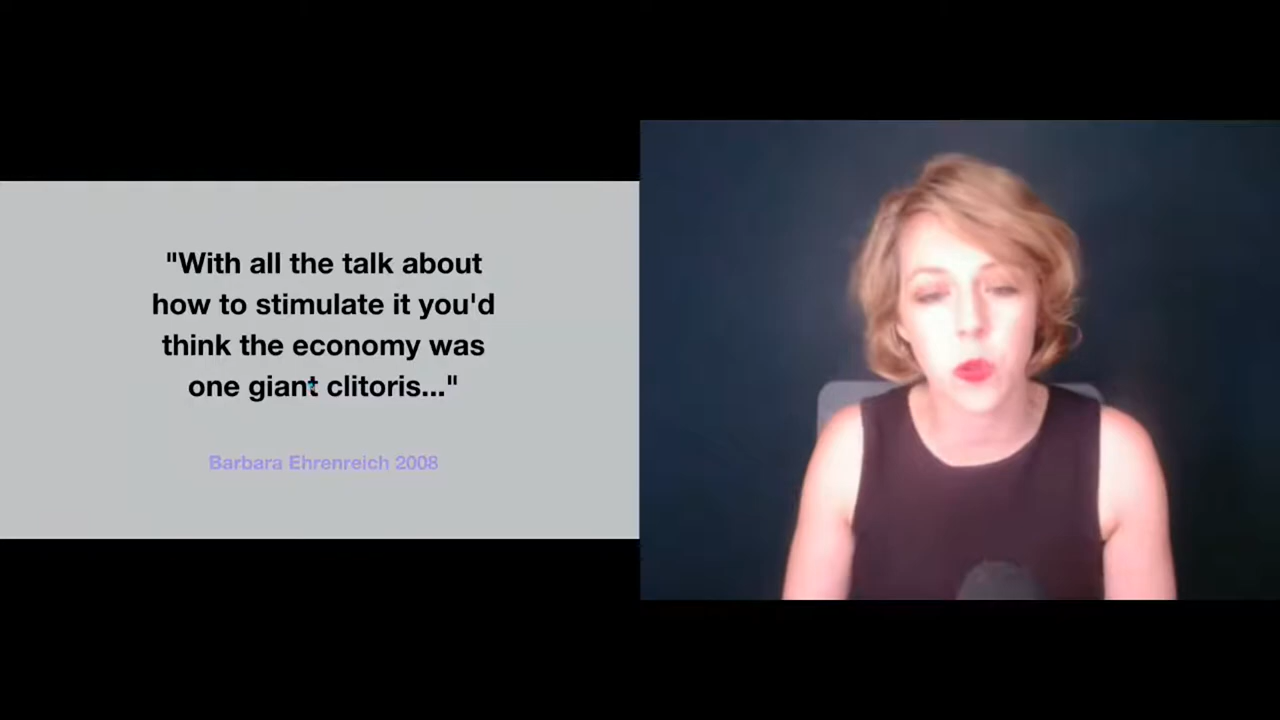 "With all the talk about
how to stimulate it you'd
think the economy was
one giant clitoris..."
Barbara Ehrenreich 2008